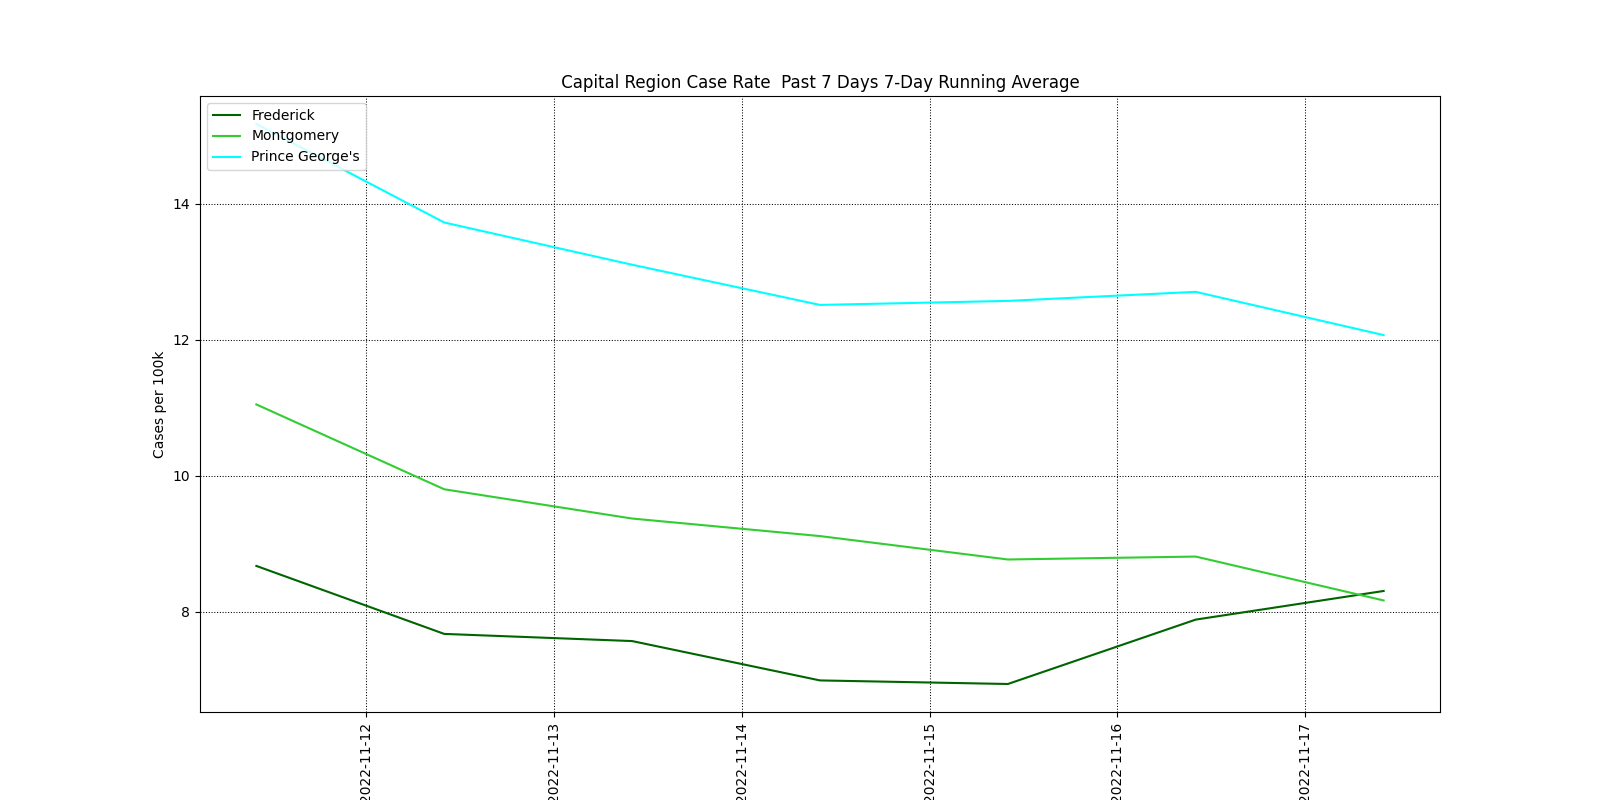 Capital Region Case Rate  Past 7 Days 7-Day Running Average
Frederick
Montgomery
Prince George's
14
12
10
8
Cases per 100k
2022-11-12
2022-11-13
2022-11-14
2022-11-15
2022-11-16
2022-11-17